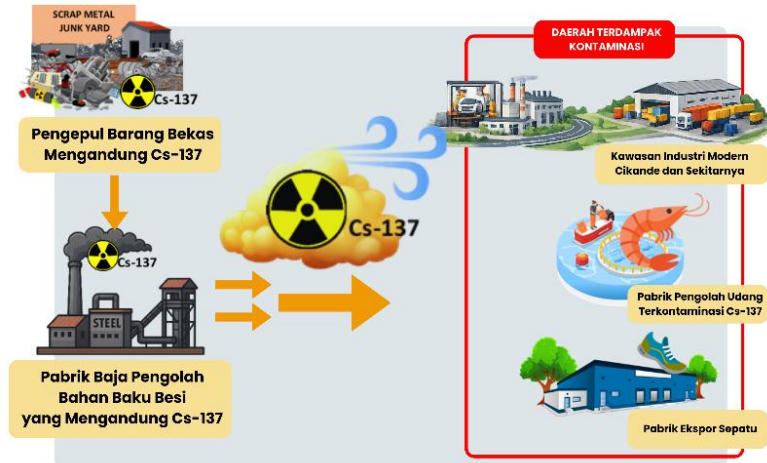 SCRAP METAL
JUNK YARD
Cs-137
Pengepul Barang Bekas
Mengandung Cs-137
Cs-137
STEEL
Pabrik Baja Pengolah
Bahan Baku Besi
yang Mengandung Cs-137
Cs-137
DAERAH TERDAMPAK
KONTAMINASI
Kawasan Industri Modern
Cikande dan Sekitarnya
Pabrik Pengolah Udang
Terkontaminasi Cs-137
Pabrik Ekspor Sepatu